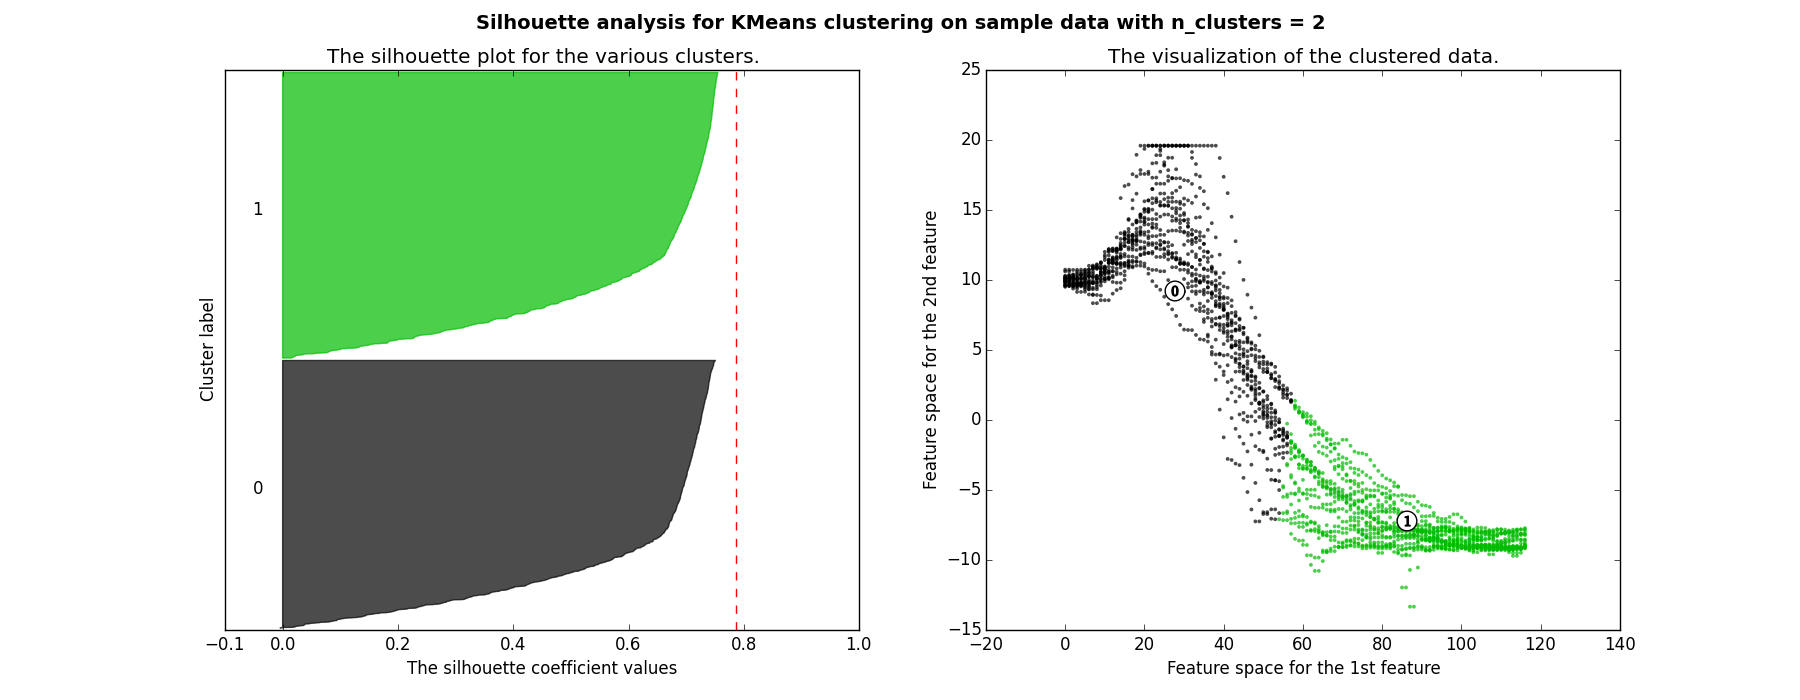 Silhouette analysis for KMeans clustering on sample data with n_clusters = 2
The silhouette plot for the various clusters.
Cluster label
1
0
−0.1 0.0 0.2 0.4 0.6 0.8 1.0
The silhouette coefficient values
The visualization of the clustered data.
Feature space for the 2nd feature
25
20
15
10
5
0
−5
−10
−15
0
1
−20 0 20 40 60 80 100 120 140
Feature space for the 1st feature